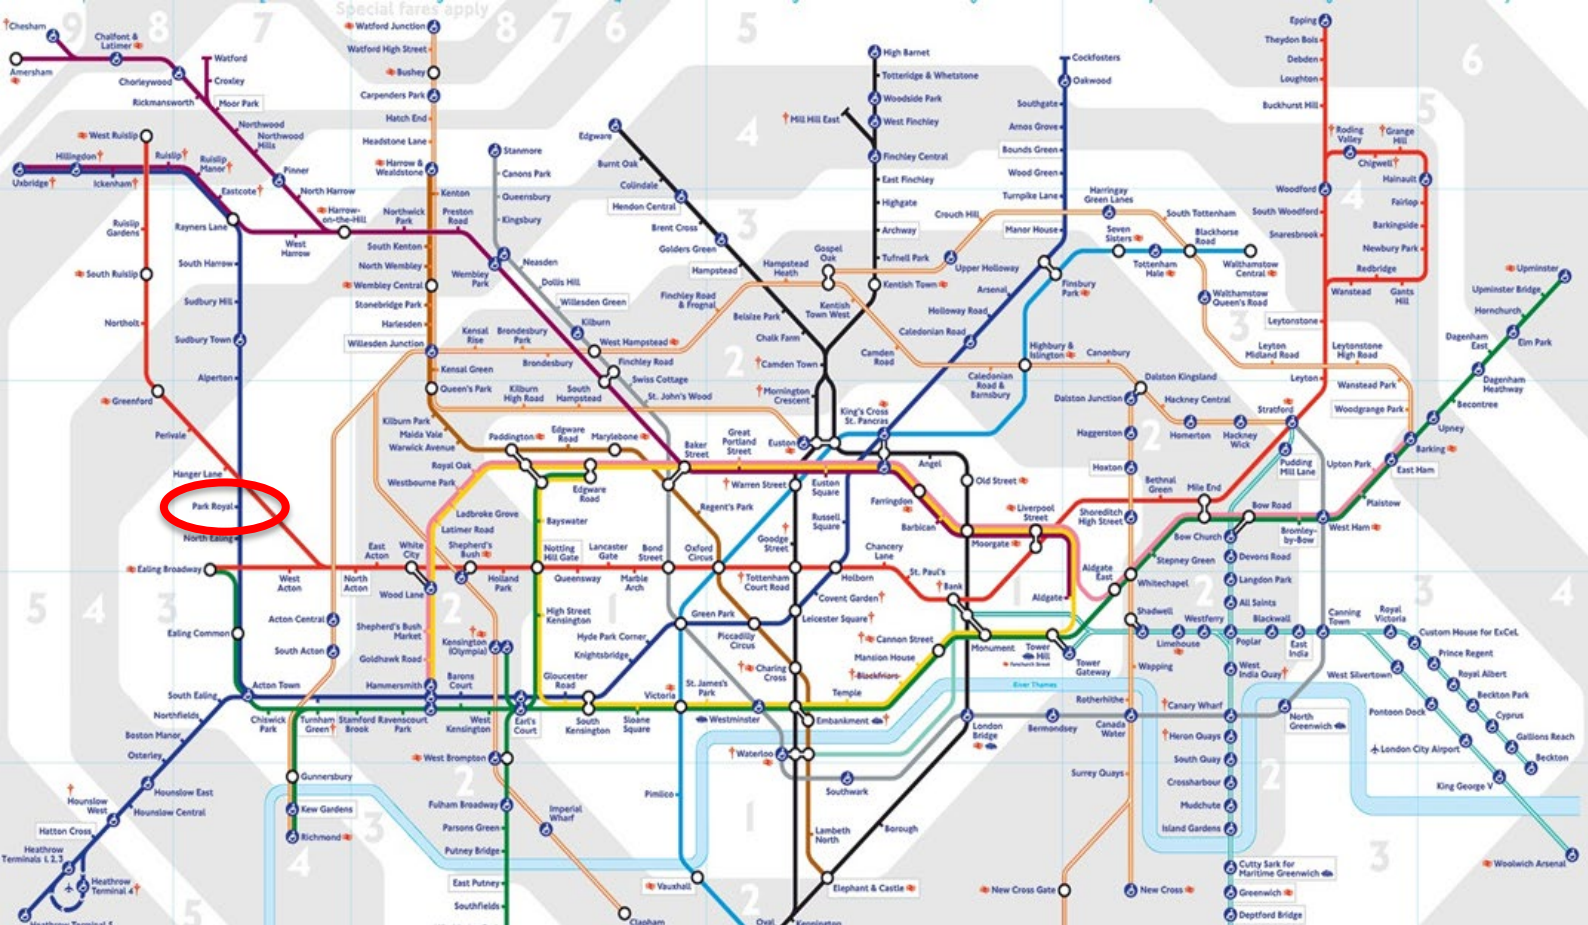 Special fares apply
9
8
7
8
7
6
5
6
†Chesham
Chalfont &
Latimer
Amersham
Chorleywood
Rickmansworth
Watford
Croxley
Moor Park
Northwood
Northwood
Hills
Pinner
North Harrow
Harrow-
on-the-Hill
Northwick
Park
Preston
Road
West
Harrow
West Ruislip
Hillingdon†
Ruislip†
Ruislip
Manor†
Uxbridge†
Ickenham†
Eastcote†
Rayners Lane
Ruislip
Gardens
South Ruislip
South Harrow
Sudbury Hill
Northolt
Sudbury Town
Alperton
Greenford
Perivale
Hanger Lane
Park Royal
North Ealing
Ealing Broadway
West
Acton
North
Acton
East
Acton
White
City
Shepherd's
Bush
Wood Lane
Holland
Park
Ealing Common
Acton Central
South Acton
South Ealing
Acton Town
Northfields
Boston Manor
Osterley
Hounslow East
Hounslow Central
†
Hounslow
West
Hatton Cross
Heathrow
Terminals 1, 2, 3
Heathrow
Terminal 4†
Heathrow Terminal 5
Chiswick
Park
Turnham
Green†
Stamford
Brook
Ravenscourt
Park
West
Kensington
Earl's
Court
Gunnersbury
Kew Gardens
Richmond
Watford Junction
Watford High Street
Bushey
Carpenders Park
Hatch End
Headstone Lane
Harrow &
Wealdstone
Kenton
South Kenton
North Wembley
Wembley Central
Stonebridge Park
Harlesden
Willesden Junction
Kensal Green
Queen's Park
Kilburn Park
Maida Vale
Warwick Avenue
Royal Oak
Westbourne Park
Ladbroke Grove
Latimer Road
Shepherd's Bush
Market
Goldhawk Road
Hammersmith
Barons
Court
Kensington
(Olympia)
Stanmore
Canons Park
Queensbury
Kingsbury
Wembley
Park
Neasden
Dollis Hill
Willesden Green
Kilburn
West Hampstead
Finchley Road
Swiss Cottage
St. John's Wood
Kensal
Rise
Brondesbury
Park
Brondesbury
Kilburn
High Road
South
Hampstead
Finchley Road
& Frognal
Hampstead
Heath
Gospel
Oak
Kentish
Town West
Edgware
Burnt Oak
Colindale
Hendon Central
Brent Cross
Golders Green
Hampstead
Belsize Park
Chalk Farm
†Camden Town
†Mornington
Crescent
Euston
High Barnet
Totteridge & Whetstone
Woodside Park
West Finchley
†Mill Hill East
Finchley Central
East Finchley
Highgate
Archway
Tufnell Park
Kentish Town
Camden
Road
Caledonian
Road &
Barnsbury
Cockfosters
Oakwood
Southgate
Arnos Grove
Bounds Green
Wood Green
Turnpike Lane
Manor House
Finsbury
Park
Arsenal
Holloway Road
Caledonian Road
Crouch Hill
Upper Holloway
Harringay
Green Lanes
South Tottenham
Seven
Sisters
Tottenham
Hale
Blackhorse
Road
Walthamstow
Central
Walthamstow
Queen's Road
Highbury &
Islington
Canonbury
Dalston Kingsland
Dalston Junction
Hackney Central
Homerton
Hackney
Wick
Haggerston
Hoxton
Shoreditch
High Street
Leyton
Midland Road
Leytonstone
High Road
Wanstead Park
Woodgrange Park
Epping
Theydon Bois
Debden
Loughton
Buckhurst Hill
†
Roding
Valley
†Grange
Hill
Chigwell†
Hainault
Fairlop
Barkingside
Newbury Park
Redbridge
Gants
Hill
Wanstead
Woodford
South Woodford
Snaresbrook
Leytonstone
Leyton
Stratford
Upminster
Upminster Bridge
Hornchurch
Elm Park
Dagenham
East
Dagenham
Heathway
Becontree
Upney
Barking
East Ham
Upton Park
Plaistow
West Ham
Bromley-
by-Bow
Bow Road
Mile End
Bethnal
Green
Pudding
Mill Lane
Bow Church
Stepney Green
Devons Road
Langdon Park
All Saints
Paddington
Edgware
Road
Marylebone
Baker
Street
Great
Portland
Street
Edgware
Road
Bayswater
Notting
Hill Gate
Queensway
Lancaster
Gate
Marble
Arch
Bond
Street
Oxford
Circus
Regent's Park
†Warren Street
Euston
Square
King's Cross
St. Pancras
Angel
Old Street
Farringdon
Barbican
Moorgate
Liverpool
Street
Goodge
Street
Russell
Square
Chancery
Lane
Tottenham
Court Road
Holborn
Covent Garden†
Leicester Square†
St. Paul's
†Bank
Aldgate
East
Aldgate
Whitechapel
Shadwell
High Street
Kensington
Hyde Park Corner
Knightsbridge
Green Park
Piccadilly
Circus
Charing
Cross
†Cannon Street
Mansion House
†Blackfriars
Temple
Monument
Tower
Hill
Fenchurch Street
Tower
Gateway
Gloucester
Road
South
Kensington
Sloane
Square
Victoria
St. James's
Park
Westminster
Embankment
†Waterloo
Southwark
Lambeth
North
Elephant & Castle
Borough
London
Bridge
Bermondsey
Canada
Water
Rotherhithe
Wapping
Surrey Quays
New Cross Gate
New Cross
River Thames
Limehouse
Westferry
Poplar
Blackwall
East
India
Canning
Town
Royal
Victoria
Custom House for ExCeL
Prince Regent
Royal Albert
Beckton Park
Cyprus
Gallions Reach
Beckton
West Silvertown
Pontoon Dock
London City Airport
King George V
Woolwich Arsenal
West
India Quay†
†Canary Wharf
†Heron Quays
South Quay
Crossharbour
Mudchute
Island Gardens
Cutty Sark for
Maritime Greenwich
Greenwich
Deptford Bridge
North
Greenwich
West Brompton
Fulham Broadway
Parsons Green
Putney Bridge
East Putney
Southfields
Imperial
Wharf
Clapham
Pimlico
Vauxhall
Oval
Kennington